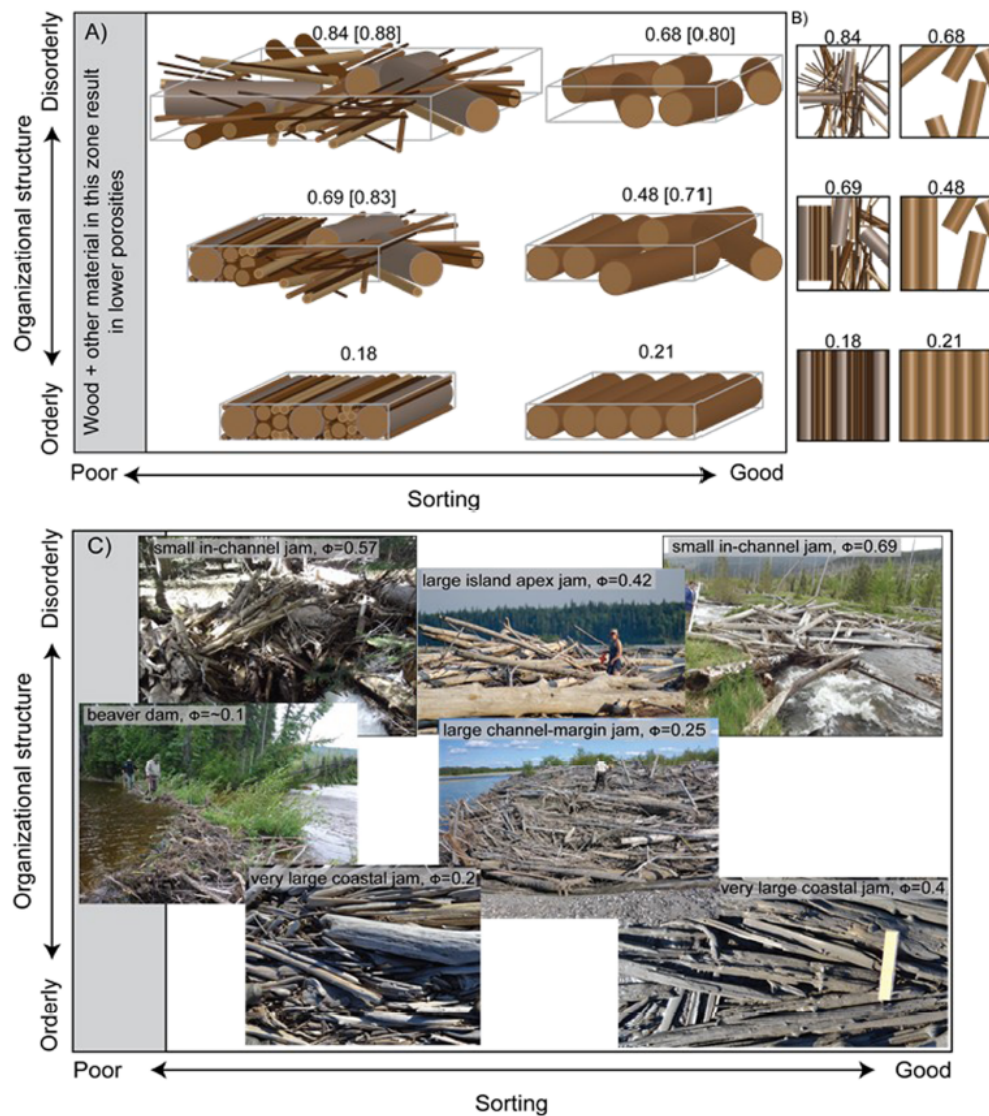 A)
B)
Disorderly
Organizational structure
Orderly
Wood + other material in this zone result
in lower porosities
0.84 [0.88]
0.68 [0.80]
0.69 [0.83]
0.48 [0.71]
0.18
0.21
Poor
Good
Sorting
0.84
0.68
0.69
0.48
0.18
0.21
C)
Disorderly
Organizational structure
Orderly
small in-channel jam, Φ=0.57
large island apex jam, Φ=0.42
small in-channel jam, Φ=0.69
beaver dam, Φ=~0.1
large channel-margin jam, Φ=0.25
very large coastal jam, Φ=0.2
very large coastal jam, Φ=0.4
Poor
Good
Sorting